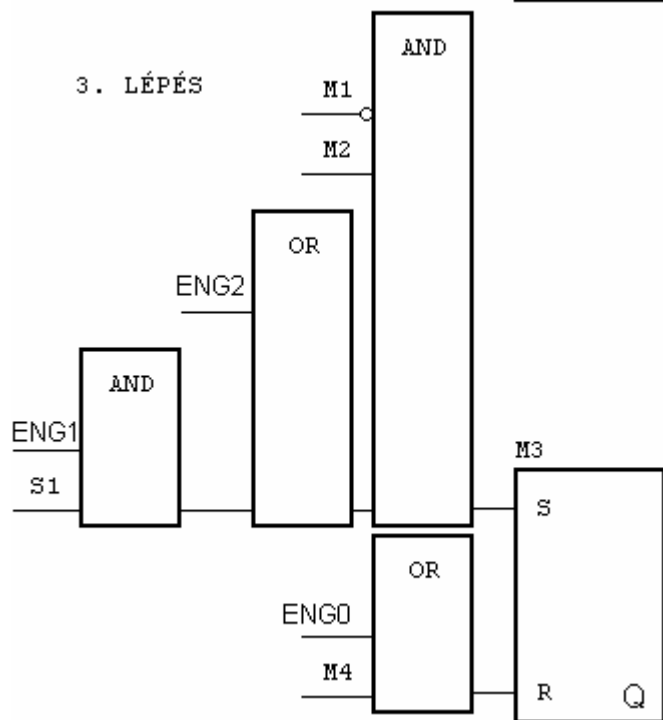 AND
3. LÉPÉS
M1
M2
OR
ENG2
AND
ENG1
S1
M3
S
OR
ENG0
M4
R
Q